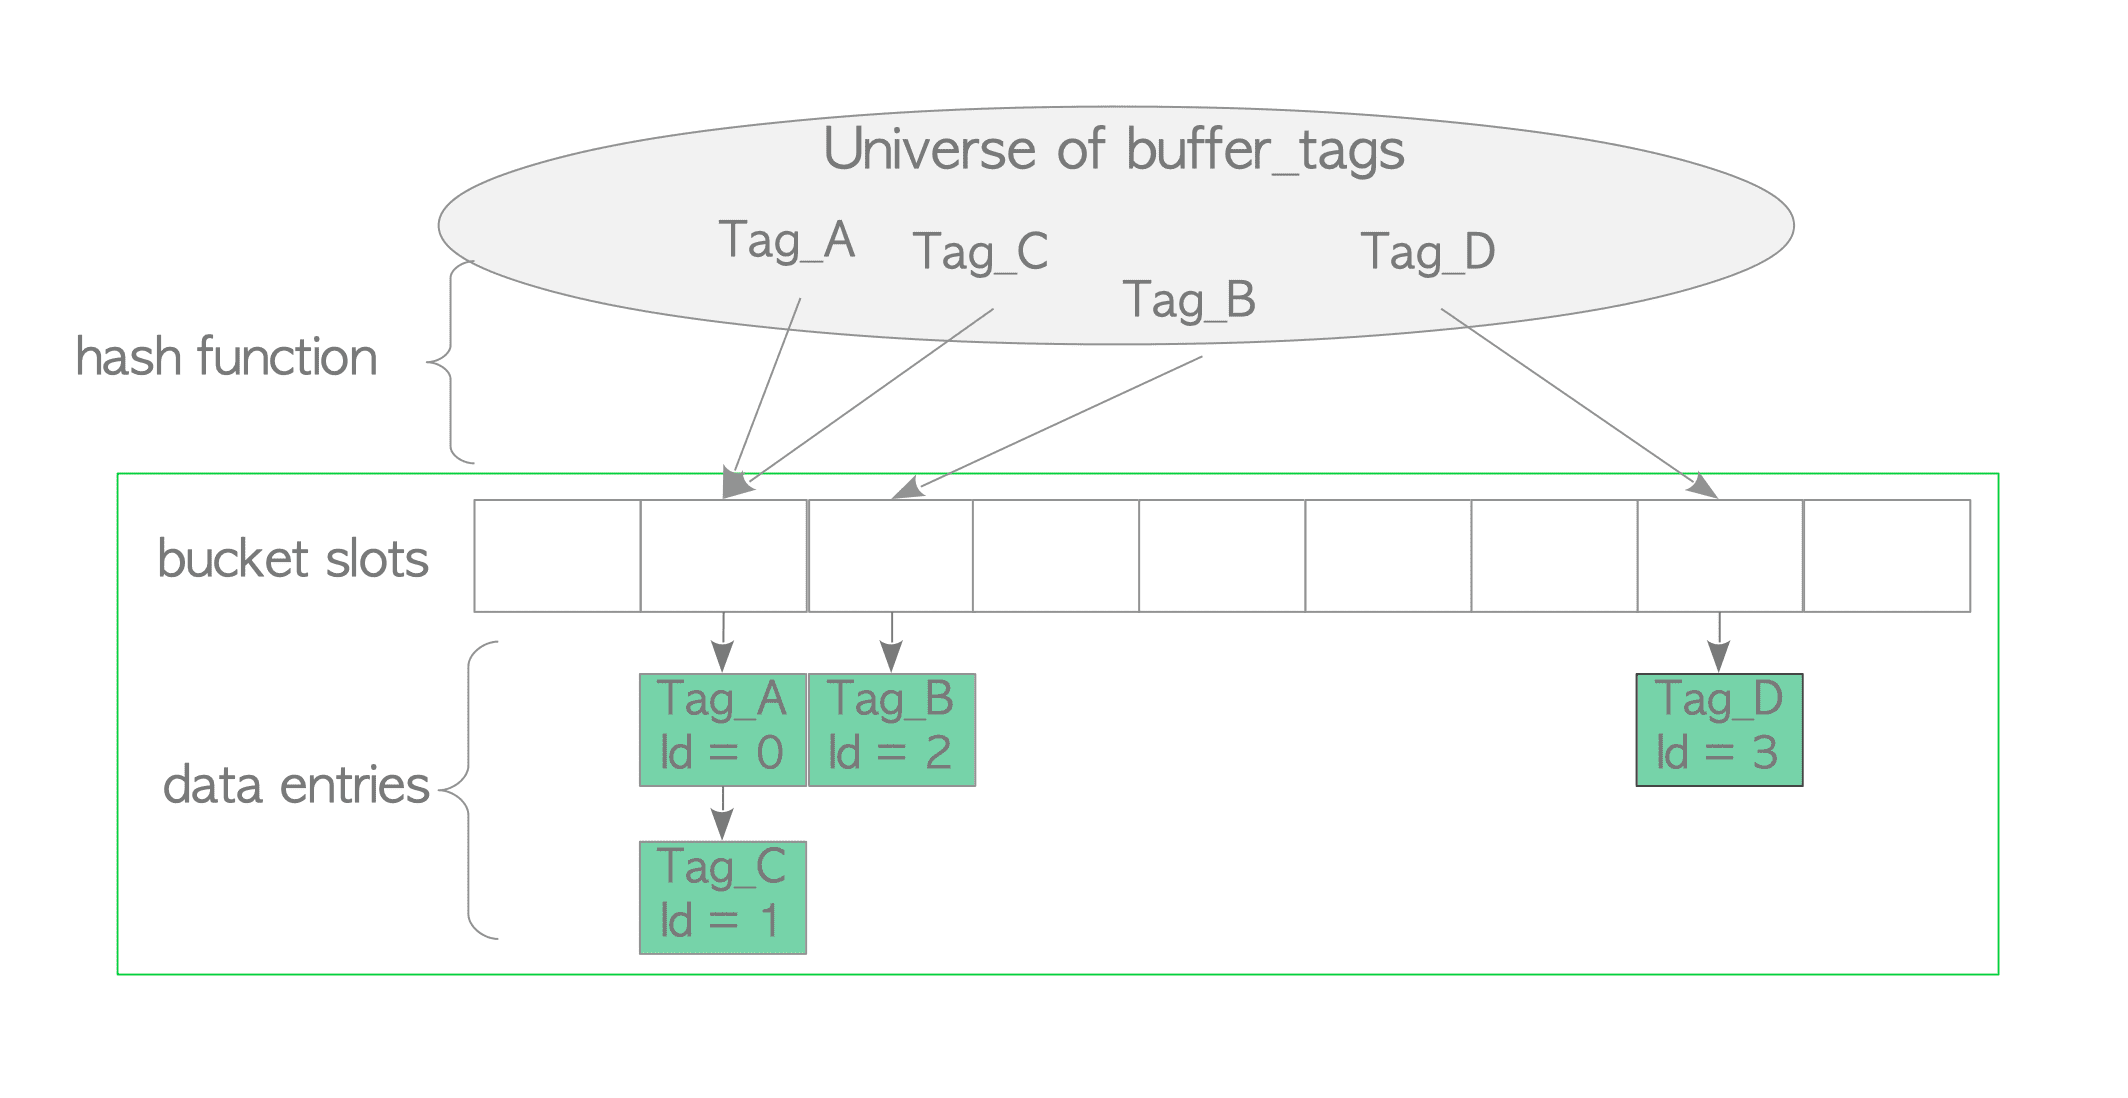 Universe of buffer_tags
Tag_A
Tag_C
Tag_D
Tag_B
hash function
bucket slots
data entries
Tag_A
Id = 0
Tag_B
Id = 2
Tag_D
Id = 3
Tag_C
Id = 1